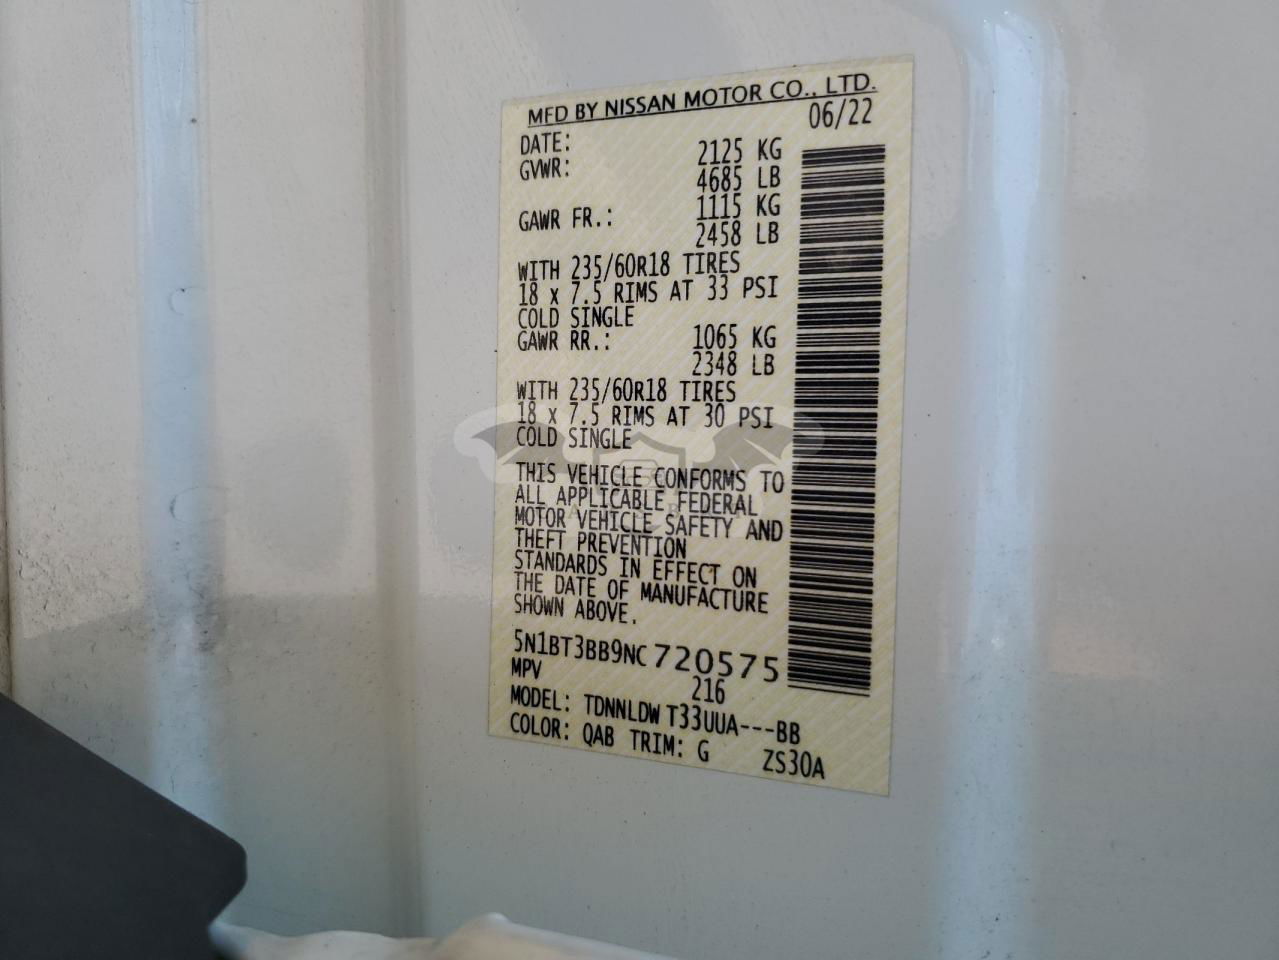 MFD BY NISSAN MOTOR CO., LTD.
DATE: 06/22
GVWR: 2125 KG
4685 LB
GAWR FR.: 1115 KG
2458 LB
WITH 235/60R18 TIRES
18 x 7.5 RIMS AT 33 PSI
COLD SINGLE
GAWR RR.: 1065 KG
2348 LB
WITH 235/60R18 TIRES
18 x 7.5 RIMS AT 30 PSI
COLD SINGLE
THIS VEHICLE CONFORMS TO
ALL APPLICABLE FEDERAL
MOTOR VEHICLE SAFETY AND
THEFT PREVENTION
STANDARDS IN EFFECT ON
THE DATE OF MANUFACTURE
SHOWN ABOVE.
5N1BT3BB9NC720575
MPV 216
MODEL: TDNNLDW T33UUA---BB
COLOR: QAB TRIM: G ZS30A